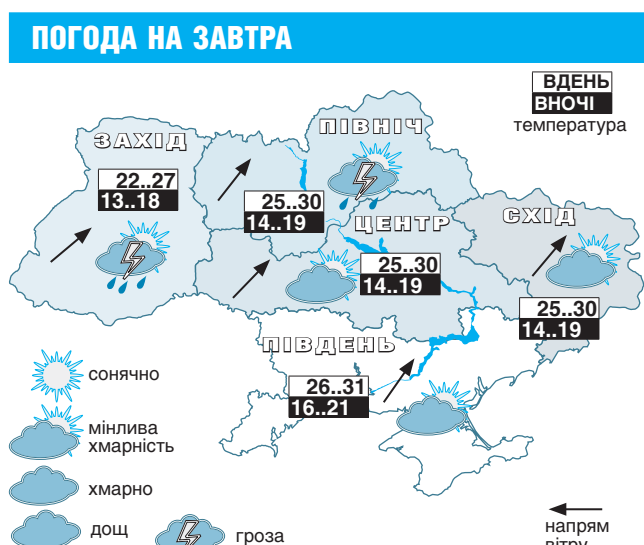 ПОГОДА НА ЗАВТРА
ВДЕНЬ
ВНОЧІ
температура
ЗАХІД
22..27
13..18
ПІВНІЧ
25..30
14..19
ЦЕНТР
25..30
14..19
СХІД
25..30
14..19
ПІВДЕНЬ
26..31
16..21
сонячно
мінлива
хмарність
хмарно
дощ
гроза
напрям
вітру